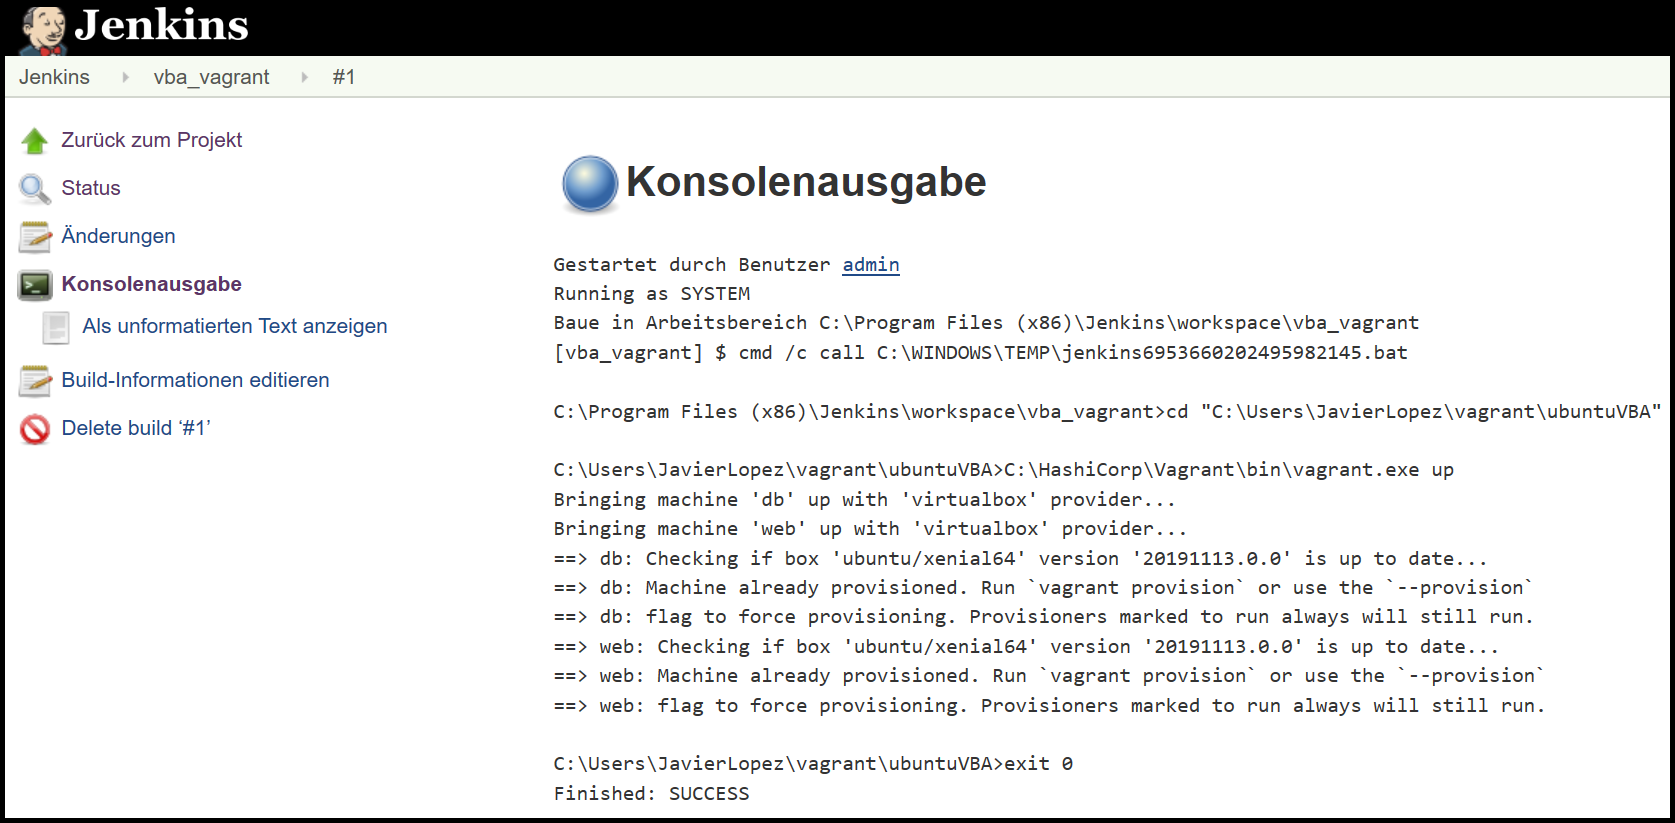 Jenkins
Jenkins vba_vagrant #1
Zurück zum Projekt
Status
Änderungen
Konsolenausgabe
Als unformatierten Text anzeigen
Build-Informationen editieren
Delete build ‘#1’
Konsolenausgabe
Gestartet durch Benutzer admin
Running as SYSTEM
Baue in Arbeitsbereich C:\Program Files (x86)\Jenkins\workspace\vba_vagrant
[vba_vagrant] $ cmd /c call C:\WINDOWS\TEMP\jenkins6953660202495982145.bat
C:\Program Files (x86)\Jenkins\workspace\vba_vagrant>cd "C:\Users\JavierLopez\vagrant\ubuntuVBA"
C:\Users\JavierLopez\vagrant\ubuntuVBA>C:\HashiCorp\Vagrant\bin\vagrant.exe up
Bringing machine 'db' up with 'virtualbox' provider...
Bringing machine 'web' up with 'virtualbox' provider...
==> db: Checking if box 'ubuntu/xenial64' version '20191113.0.0' is up to date...
==> db: Machine already provisioned. Run `vagrant provision` or use the `--provision`
==> db: flag to force provisioning. Provisioners marked to run always will still run.
==> web: Checking if box 'ubuntu/xenial64' version '20191113.0.0' is up to date...
==> web: Machine already provisioned. Run `vagrant provision` or use the `--provision`
==> web: flag to force provisioning. Provisioners marked to run always will still run.
C:\Users\JavierLopez\vagrant\ubuntuVBA>exit 0
Finished: SUCCESS